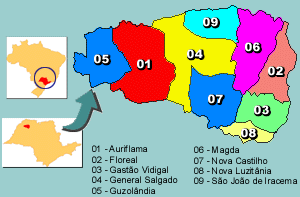 09
05
01
04
06
02
07
03
08
01 - Auriflama
02 - Floreal
03 - Gastão Vidigal
04 - General Salgado
05 - Guzolândia
06 - Magda
07 - Nova Castilho
08 - Nova Luzitânia
09 - São João de Iracema